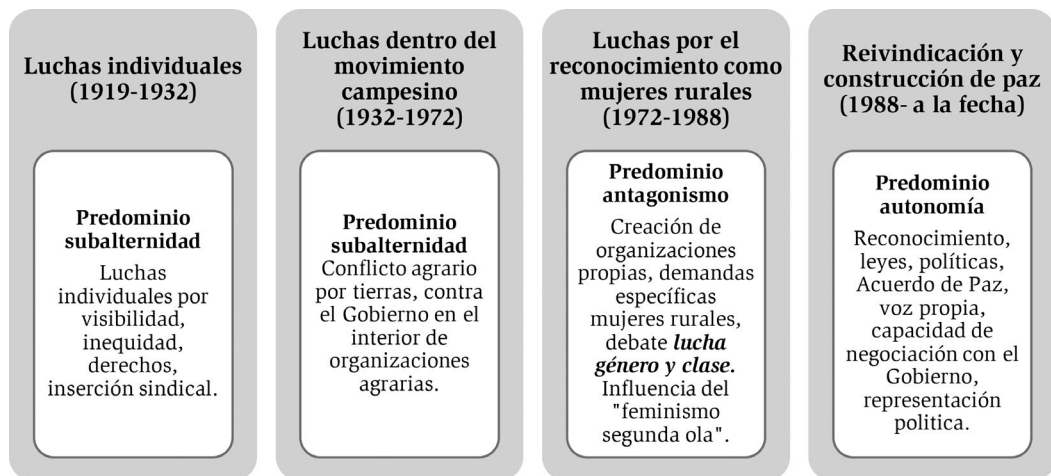 Luchas individuales
(1919-1932)
Predominio
subalternidad
Luchas
individuales por
visibilidad,
inequidad,
derechos,
inserción sindical.
Luchas dentro del
movimiento
campesino
(1932-1972)
Predominio
subalternidad
Conflicto agrario
por tierras, contra
el Gobierno en el
interior de
organizaciones
agrarias.
Luchas por el
reconocimiento como
mujeres rurales
(1972-1988)
Predominio
antagonismo
Creación de
organizaciones
propias, demandas
específicas
mujeres rurales,
debate lucha
género y clase.
Influencia del
"feminismo
segunda ola".
Reivindicación y
construcción de paz
(1988- a la fecha)
Predominio
autonomía
Reconocimiento,
leyes, políticas,
Acuerdo de Paz,
voz propia,
capacidad de
negociación con el
Gobierno,
representación
politica.